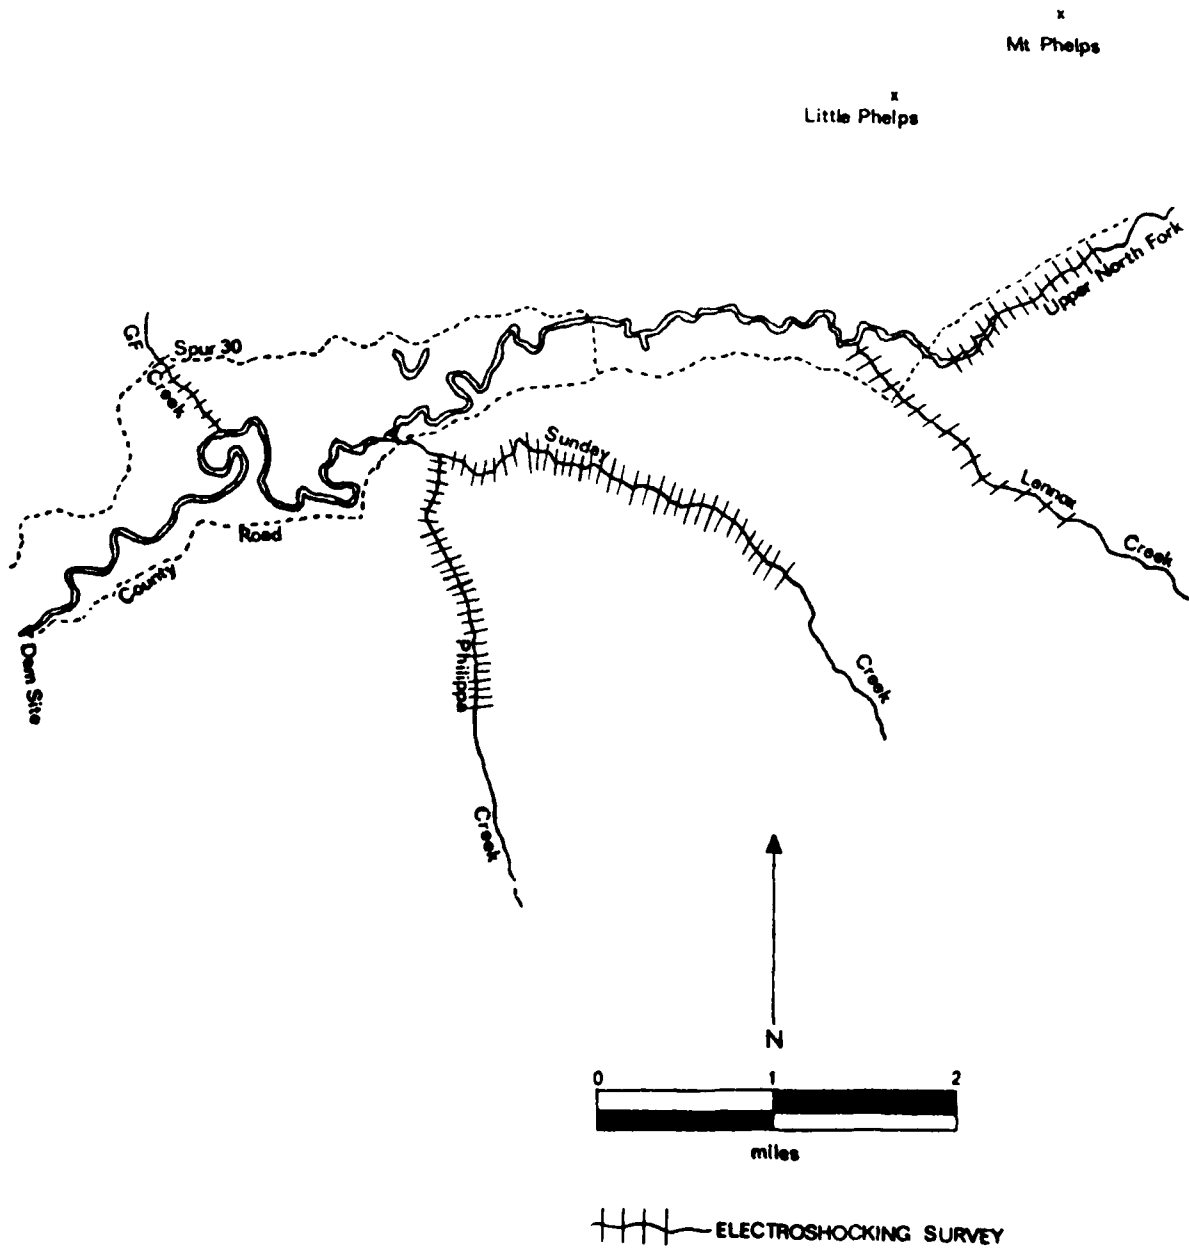 x
Mt Phelps
x
Little Phelps
Upper North Fork
GF
Creek
Spur 30
Sunday
Creek
Lennox
Creek
Road
County
Dam Site
Philippa
Creek
N
0 1 2
miles
ELECTROSHOCKING SURVEY